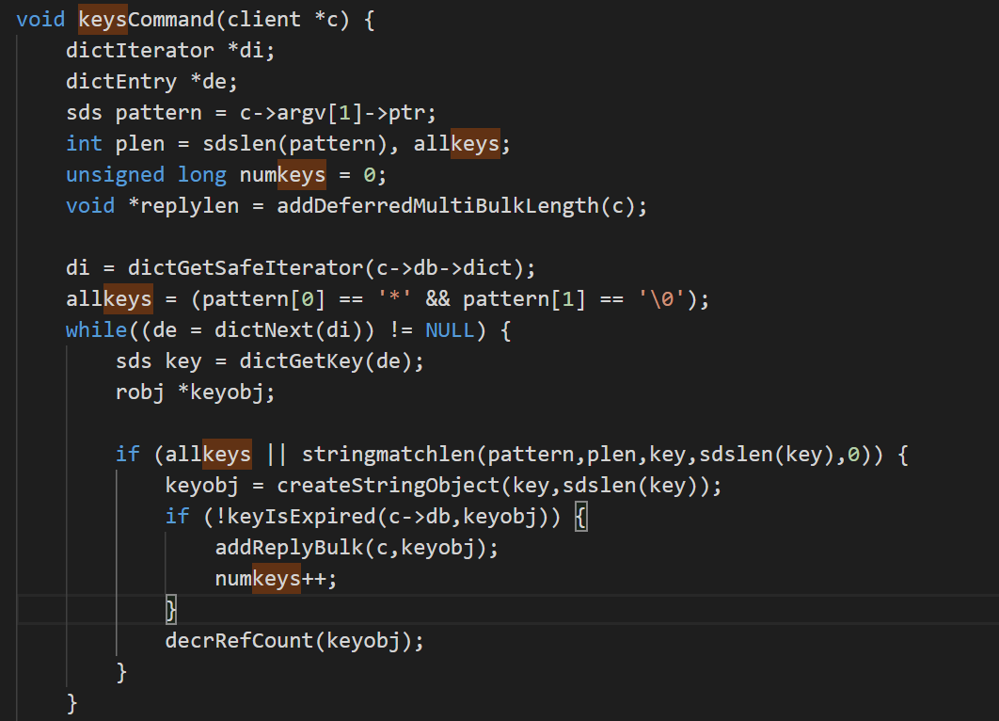 void keysCommand(client *c) {
    dictIterator *di;
    dictEntry *de;
    sds pattern = c->argv[1]->ptr;
    int plen = sdslen(pattern), allkeys;
    unsigned long numkeys = 0;
    void *replylen = addDeferredMultiBulkLength(c);

    di = dictGetSafeIterator(c->db->dict);
    allkeys = (pattern[0] == '*' && pattern[1] == '\0');
    while((de = dictNext(di)) != NULL) {
        sds key = dictGetKey(de);
        robj *keyobj;

        if (allkeys || stringmatchlen(pattern,plen,key,sdslen(key),0)) {
            keyobj = createStringObject(key,sdslen(key));
            if (!keyIsExpired(c->db,keyobj)) {
                addReplyBulk(c,keyobj);
                numkeys++;
            }
            decrRefCount(keyobj);
        }
    }